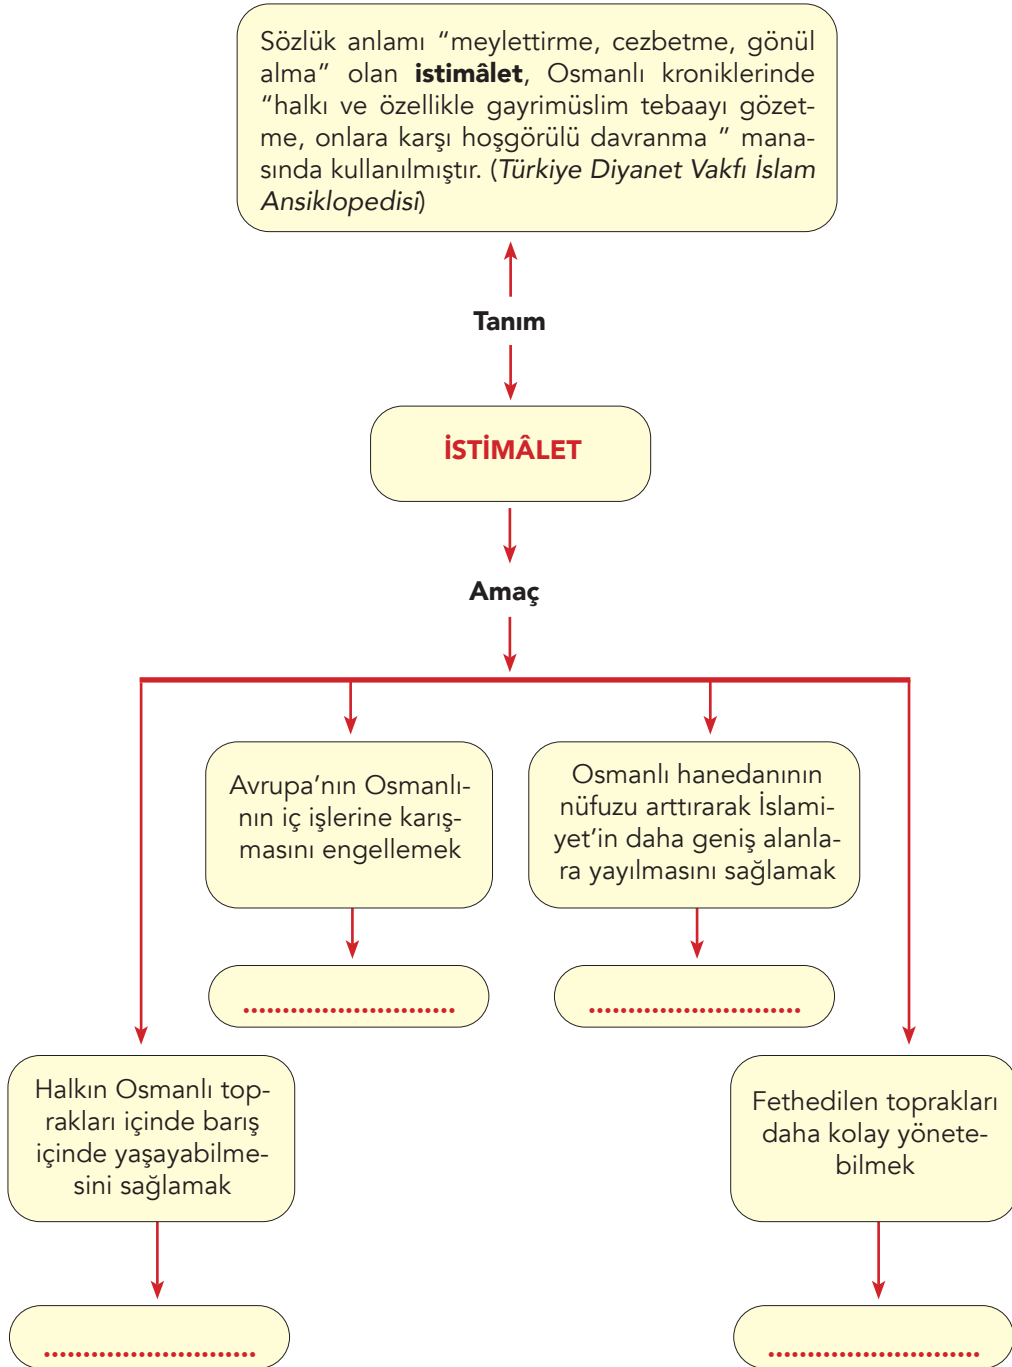 Sözlük anlamı “meylettirme, cezbetme, gönül
alma” olan istimâlet, Osmanlı kroniklerinde
“halkı ve özellikle gayrimüslim tebaayı gözet-
me, onlara karşı hoşgörülü davranma ” mana-
sında kullanılmıştır. (Türkiye Diyanet Vakfı İslam
Ansiklopedisi)
Tanım
İSTİMÂLET
Amaç
Avrupa’nın Osmanlı-
nın iç işlerine karış-
masını engellemek
Osmanlı hanedanının
nüfuzu arttırarak İslami-
yet’in daha geniş alanla-
ra yayılmasını sağlamak
...........................
...........................
Halkın Osmanlı top-
rakları içinde barış
içinde yaşayabilme-
sini sağlamak
Fethedilen toprakları
daha kolay yönete-
bilmek
...........................
...........................